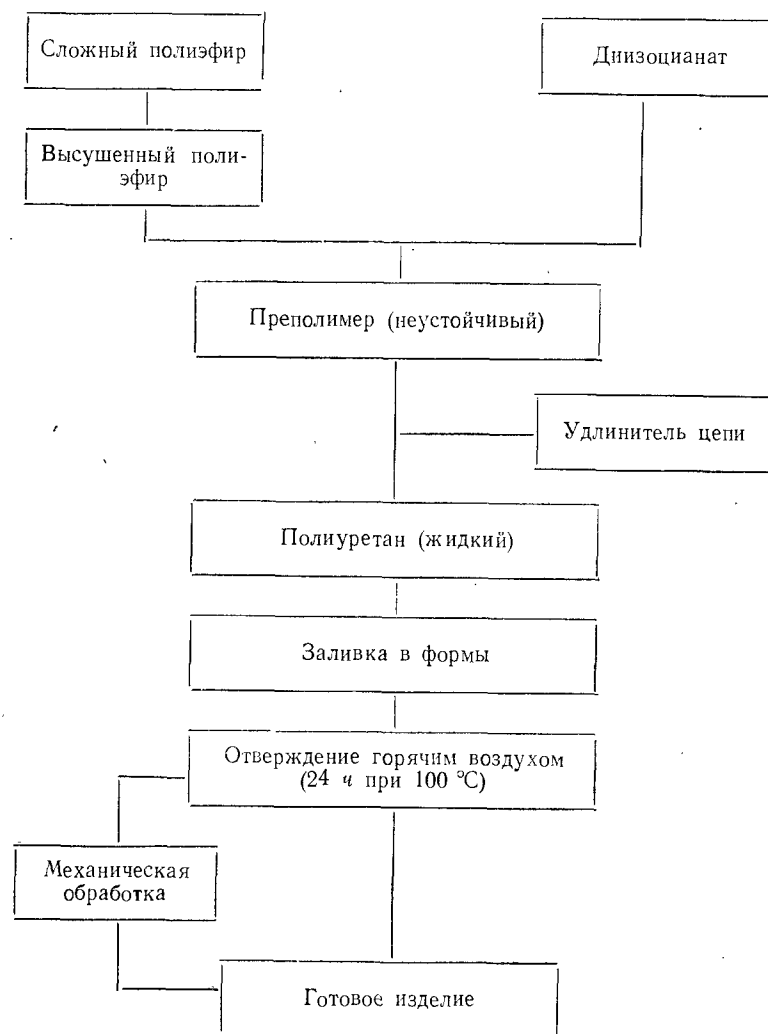 Сложный полиэфир
Диизоцианат
Высушенный поли-
эфир
Преполимер (неустойчивый)
Удлинитель цепи
Полиуретан (жидкий)
Заливка в формы
Отверждение горячим воздухом
(24 ч при 100 °С)
Механическая
обработка
Готовое изделие